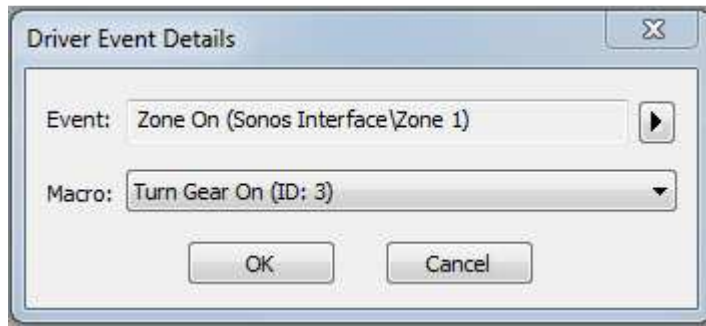 Driver Event Details
Event: Zone On (Sonos Interface\Zone 1)
Macro: Turn Gear On (ID: 3)
OK Cancel